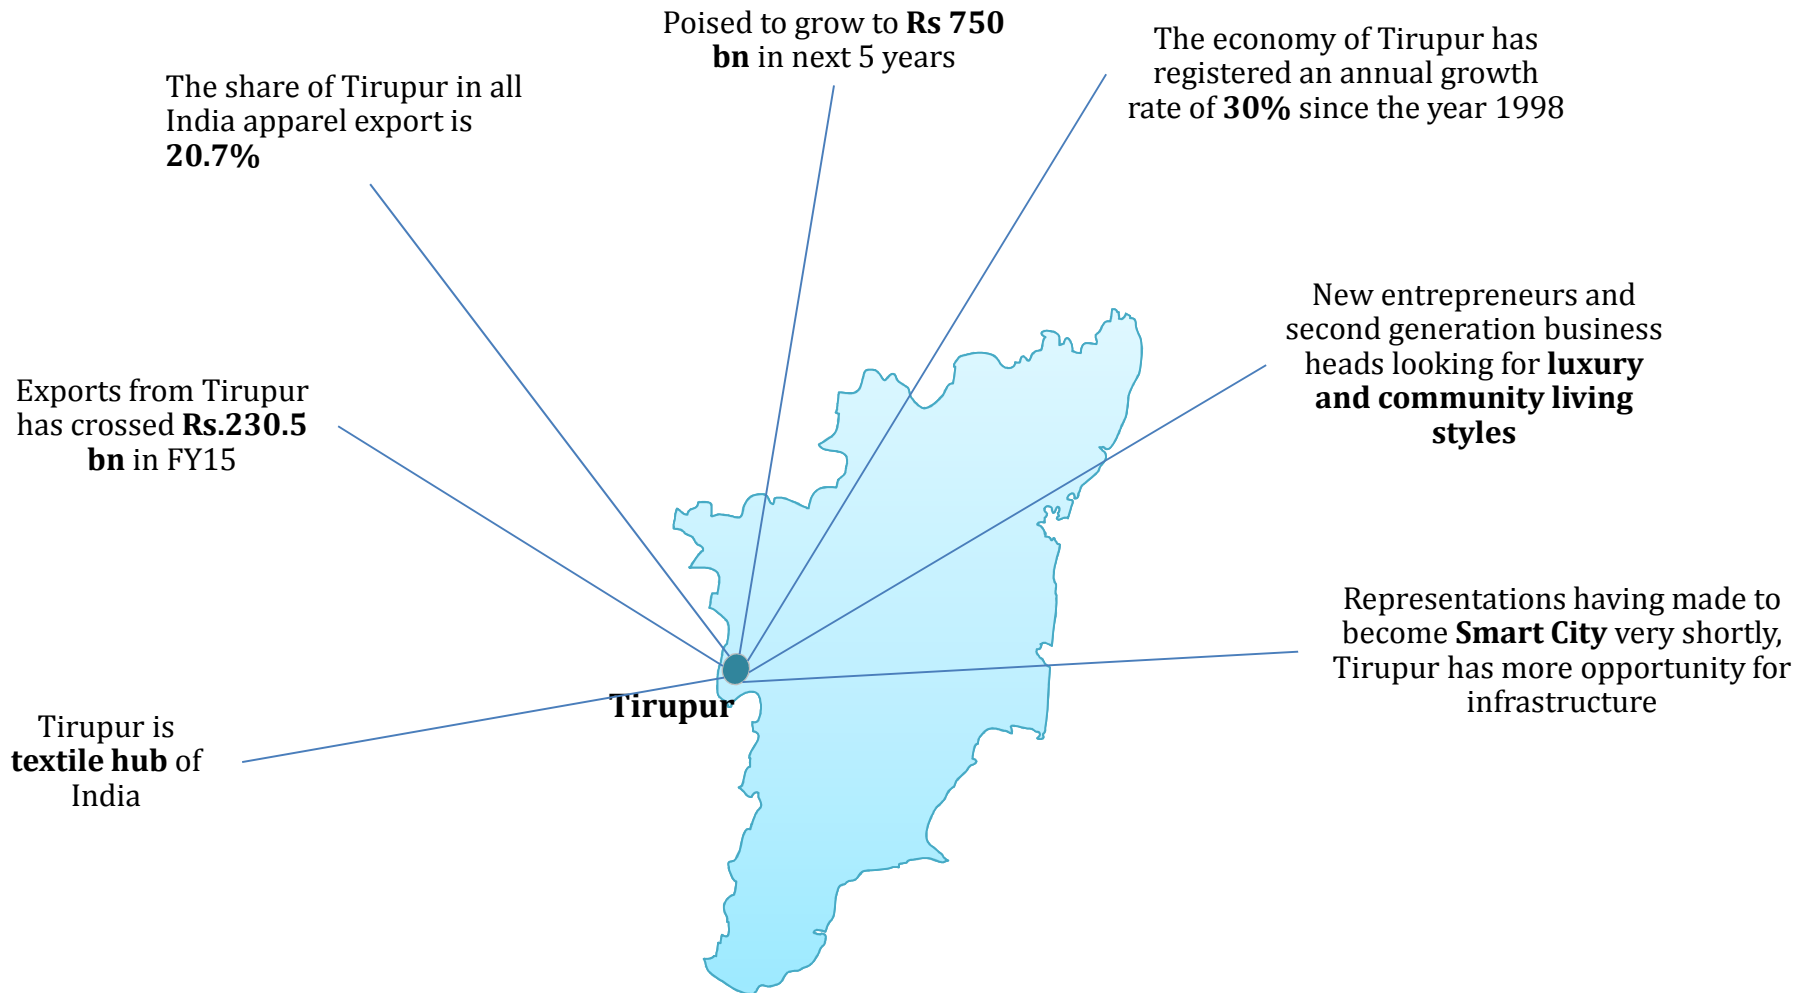 Poised to grow to Rs 750
bn in next 5 years
The economy of Tirupur has
registered an annual growth
rate of 30% since the year 1998
The share of Tirupur in all
India apparel export is
20.7%
New entrepreneurs and
second generation business
heads looking for luxury
and community living
styles
Exports from Tirupur
has crossed Rs.230.5
bn in FY15
Representations having made to
become Smart City very shortly,
Tirupur has more opportunity for
infrastructure
Tirupur
Tirupur is
textile hub of
India